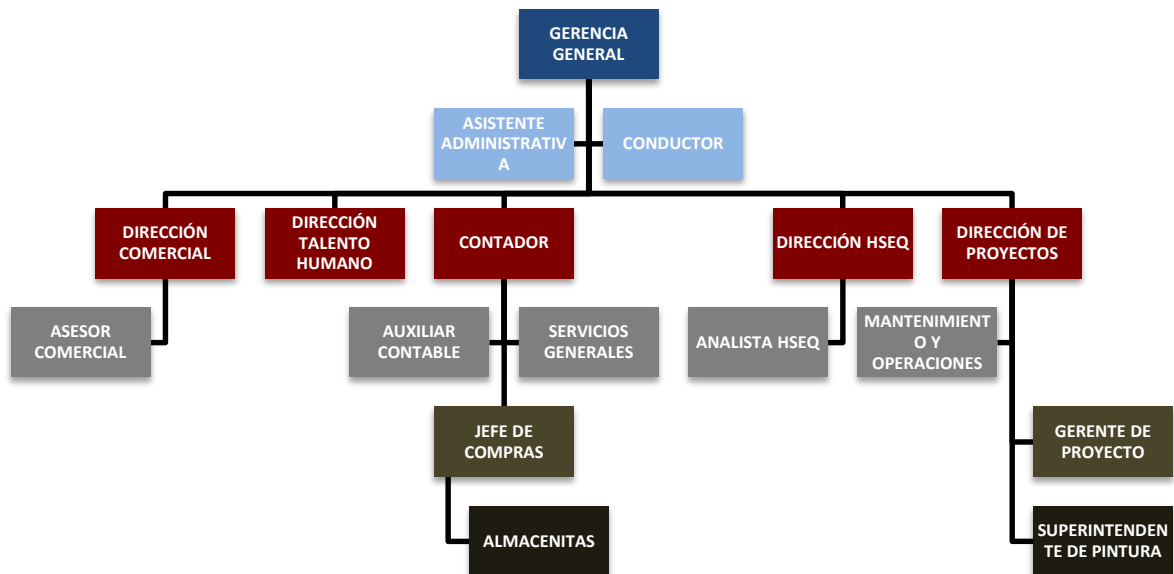 GERENCIA
GENERAL
ASISTENTE
ADMINISTRATIV
A
CONDUCTOR
DIRECCIÓN
COMERCIAL
DIRECCIÓN
TALENTO
HUMANO
CONTADOR
DIRECCIÓN HSEQ
DIRECCIÓN DE
PROYECTOS
ASESOR
COMERCIAL
AUXILIAR
CONTABLE
SERVICIOS
GENERALES
ANALISTA HSEQ
MANTENIMIENT
O Y
OPERACIONES
JEFE DE
COMPRAS
GERENTE DE
PROYECTO
ALMACENITAS
SUPERINTENDEN
TE DE PINTURA